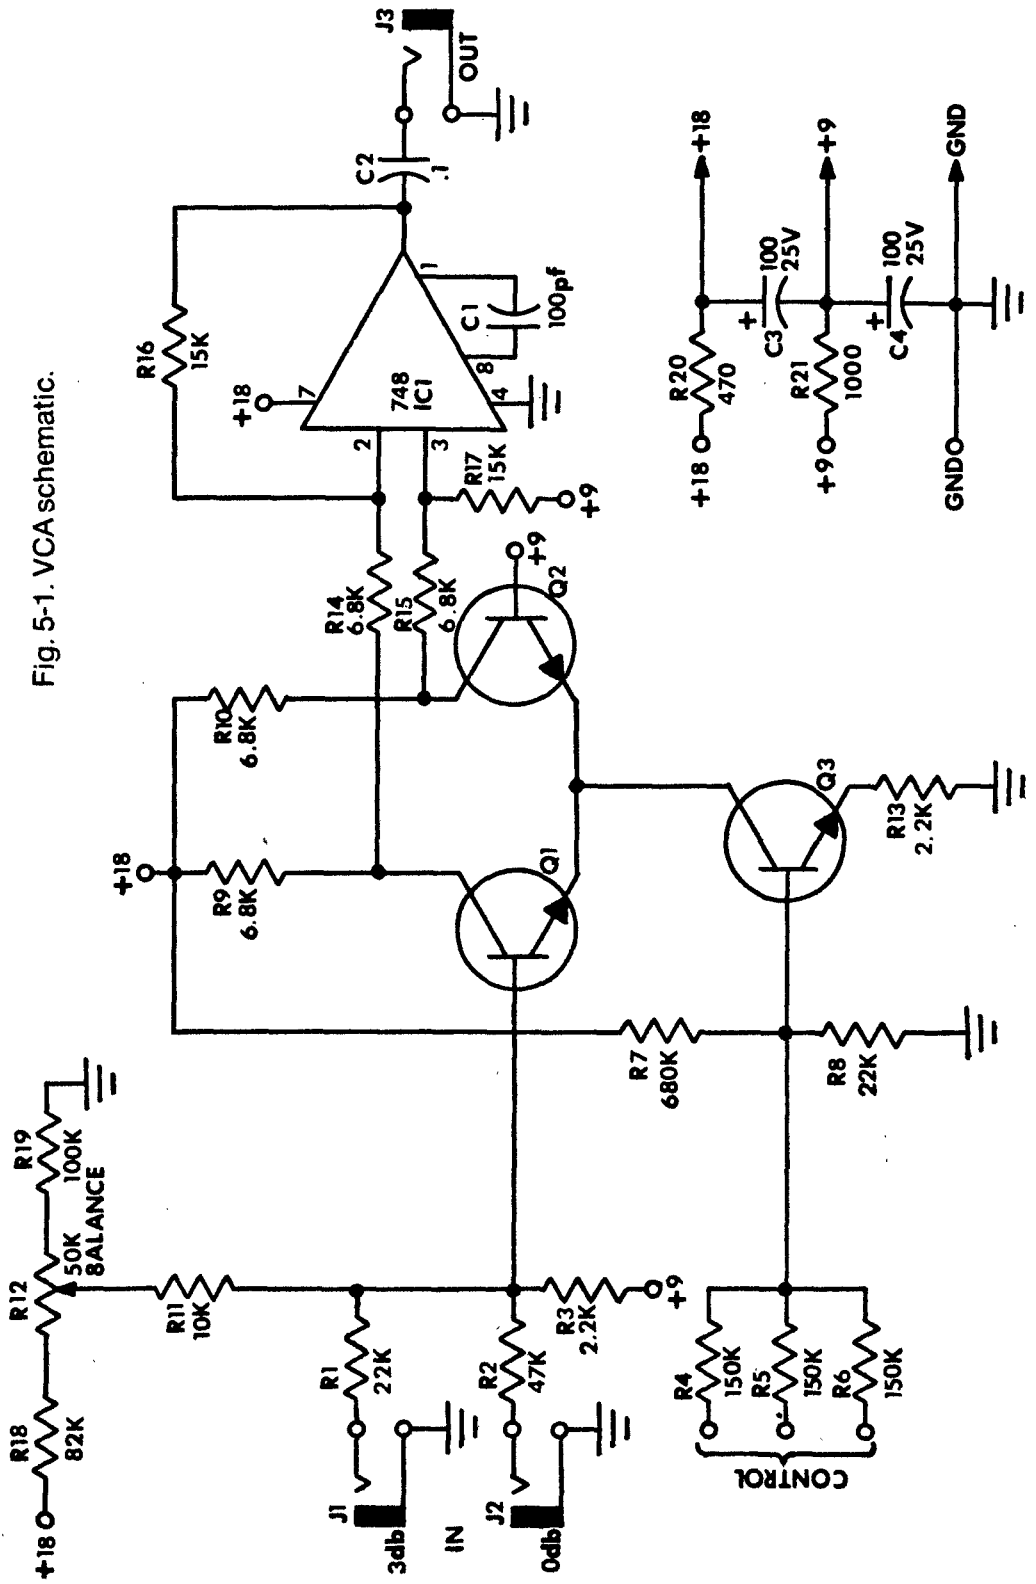 Fig. 5-1. VCA schematic.
+18
R18
82K
R12
50K
BALANCE
R19
100K
R11
10K
J1
3db
R1
22K
IN
J2
0db
R2
47K
R3
2.2K
+9
CONTROL
R4
150K
R5
150K
R6
150K
R7
680K
R8
22K
+18
R9
6.8K
R10
6.8K
Q1
Q2
+9
Q3
R13
2.2K
R14
6.8K
R15
6.8K
R16
15K
R17
15K
+9
+18
7
2
3
748
IC1
4
8
1
C1
100pf
C2
.1
J3
OUT
+18
R20
470
+18
C3
+
100
25V
+9
R21
1000
+9
C4
+
100
25V
GND
GND